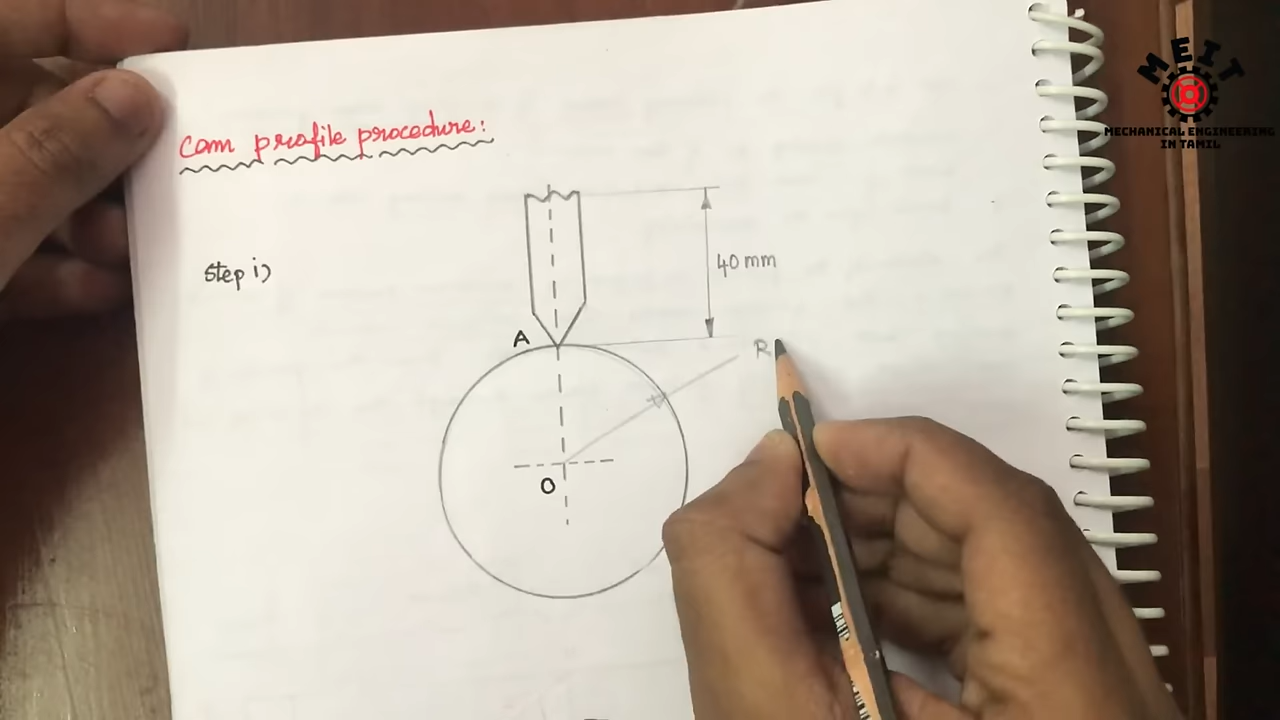 Cam profile procedure:
Step i)
40 mm
A
R
O
MEIT
MECHANICAL ENGINEERING
IN TAMIL